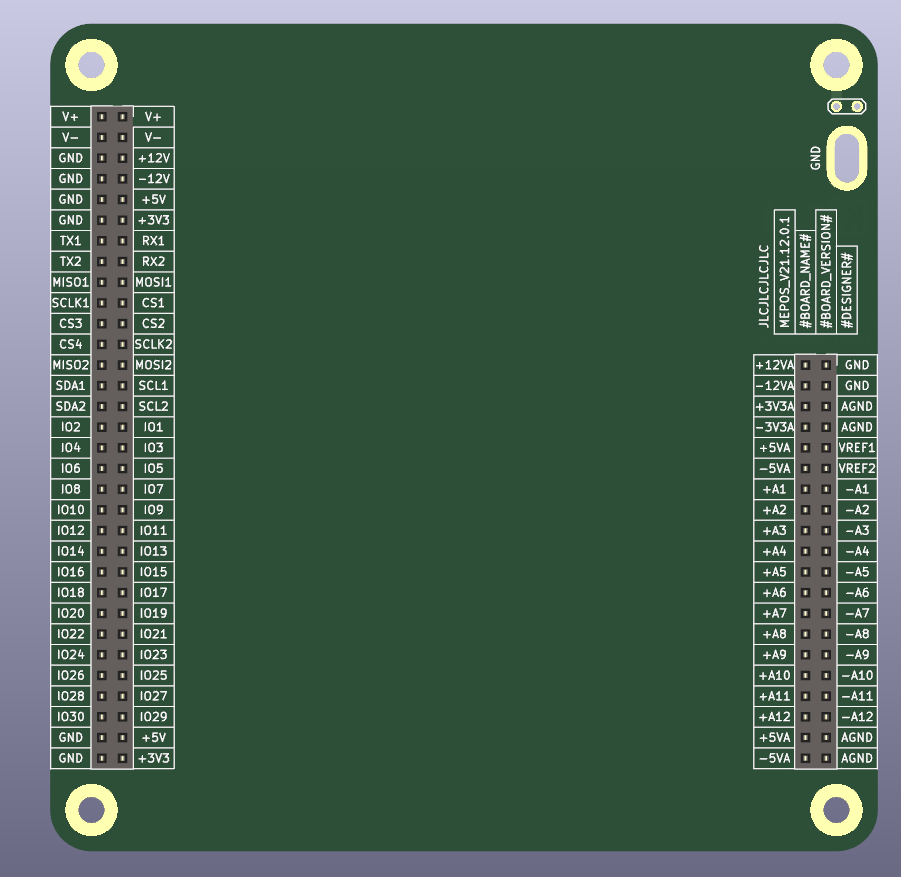 V+ V+
V- V-
GND +12V
GND -12V
GND +5V
GND +3V3
TX1 RX1
TX2 RX2
MISO1 MOSI1
SCLK1 CS1
CS3 CS2
CS4 SCLK2
MISO2 MOSI2
SDA1 SCL1
SDA2 SCL2
IO2 IO1
IO4 IO3
IO6 IO5
IO8 IO7
IO10 IO9
IO12 IO11
IO14 IO13
IO16 IO15
IO18 IO17
IO20 IO19
IO22 IO21
IO24 IO23
IO26 IO25
IO28 IO27
IO30 IO29
GND +5V
GND +3V3
GND
JLCJLCJLCJLC
MEPOS_V21.12.0.1
#BOARD_NAME#
#BOARD_VERSION#
#DESIGNER#
+12VA GND
-12VA GND
+3V3A AGND
-3V3A AGND
+5VA VREF1
-5VA VREF2
+A1 -A1
+A2 -A2
+A3 -A3
+A4 -A4
+A5 -A5
+A6 -A6
+A7 -A7
+A8 -A8
+A9 -A9
+A10 -A10
+A11 -A11
+A12 -A12
+5VA AGND
-5VA AGND